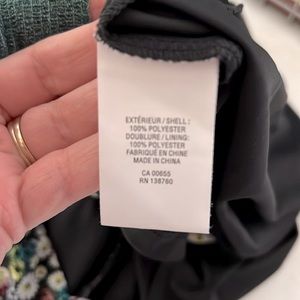 EXTÉRIEUR / SHELL :
100% POLYESTER
DOUBLURE / LINING:
100% POLYESTER
FABRIQUÉ EN CHINE
MADE IN CHINA
CA 00655
RN 138760